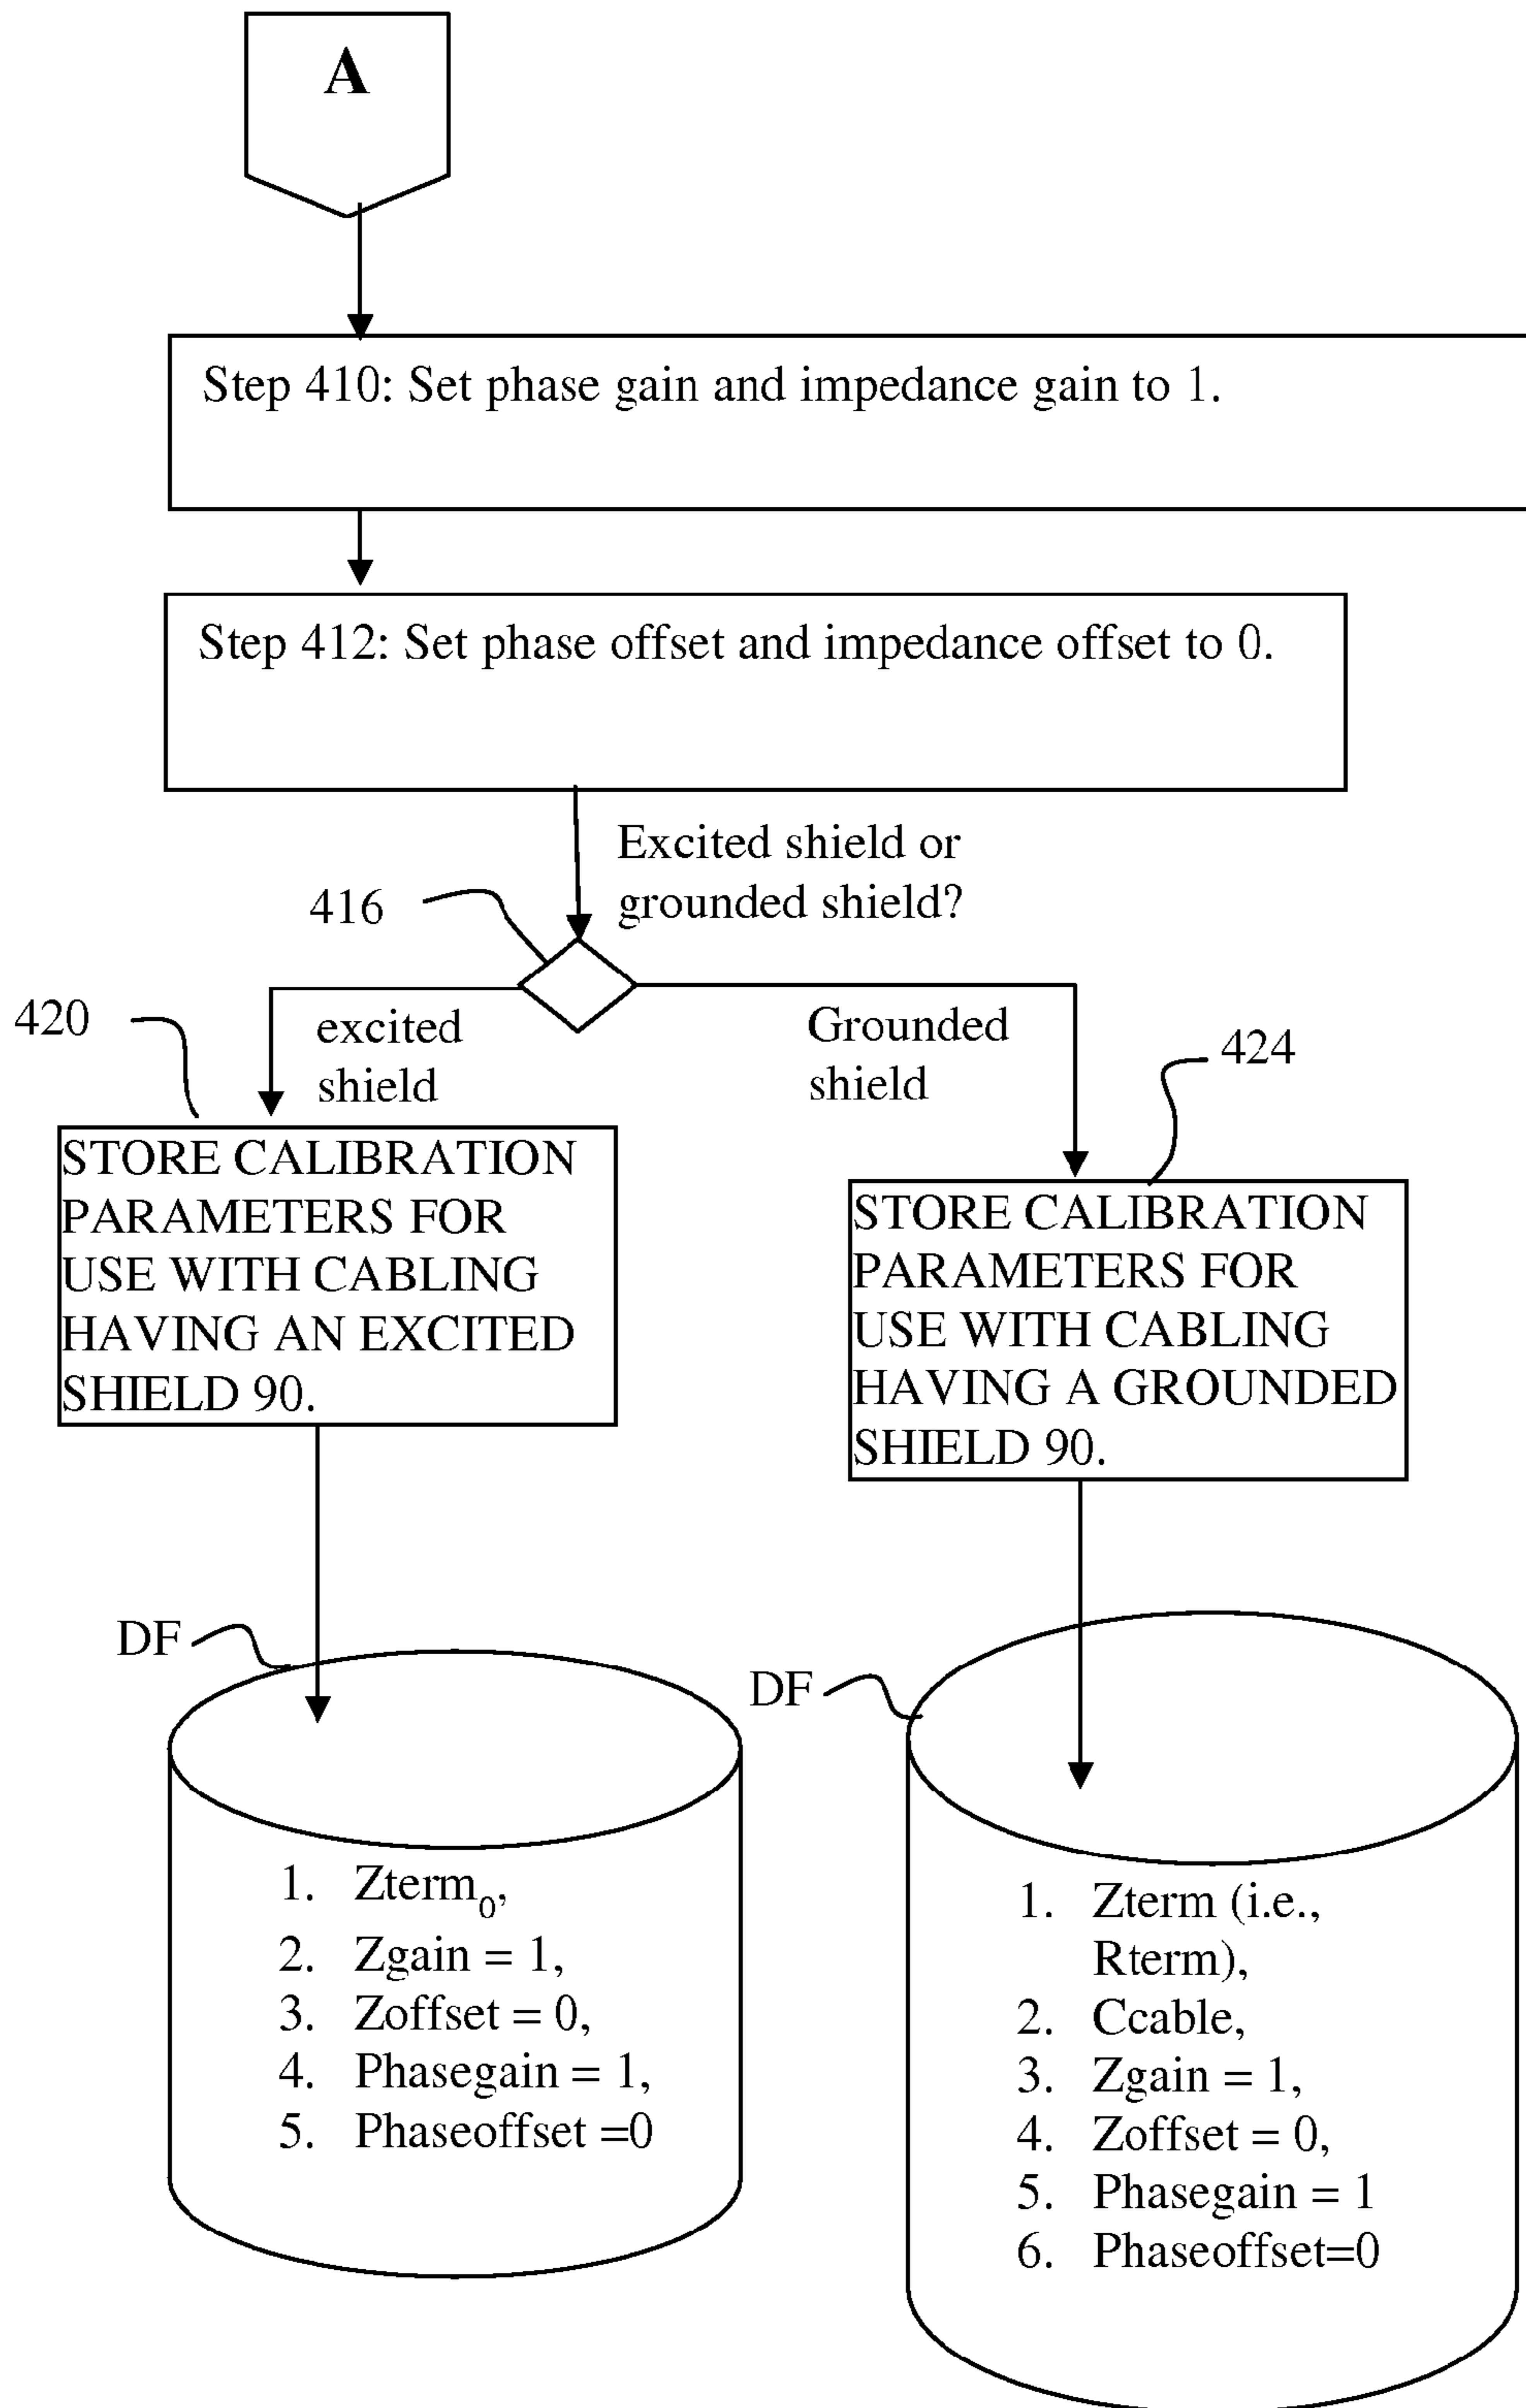 A
Step 410: Set phase gain and impedance gain to 1.
Step 412: Set phase offset and impedance offset to 0.
Excited shield or
grounded shield?
416
420
excited
shield
Grounded
shield
424
STORE CALIBRATION
PARAMETERS FOR
USE WITH CABLING
HAVING AN EXCITED
SHIELD 90.
STORE CALIBRATION
PARAMETERS FOR
USE WITH CABLING
HAVING A GROUNDED
SHIELD 90.
DF
DF
1. Zterm₀,
2. Zgain = 1,
3. Zoffset = 0,
4. Phasegain = 1,
5. Phaseoffset =0
1. Zterm (i.e.,
Rterm),
2. Ccable,
3. Zgain = 1,
4. Zoffset = 0,
5. Phasegain = 1
6. Phaseoffset=0